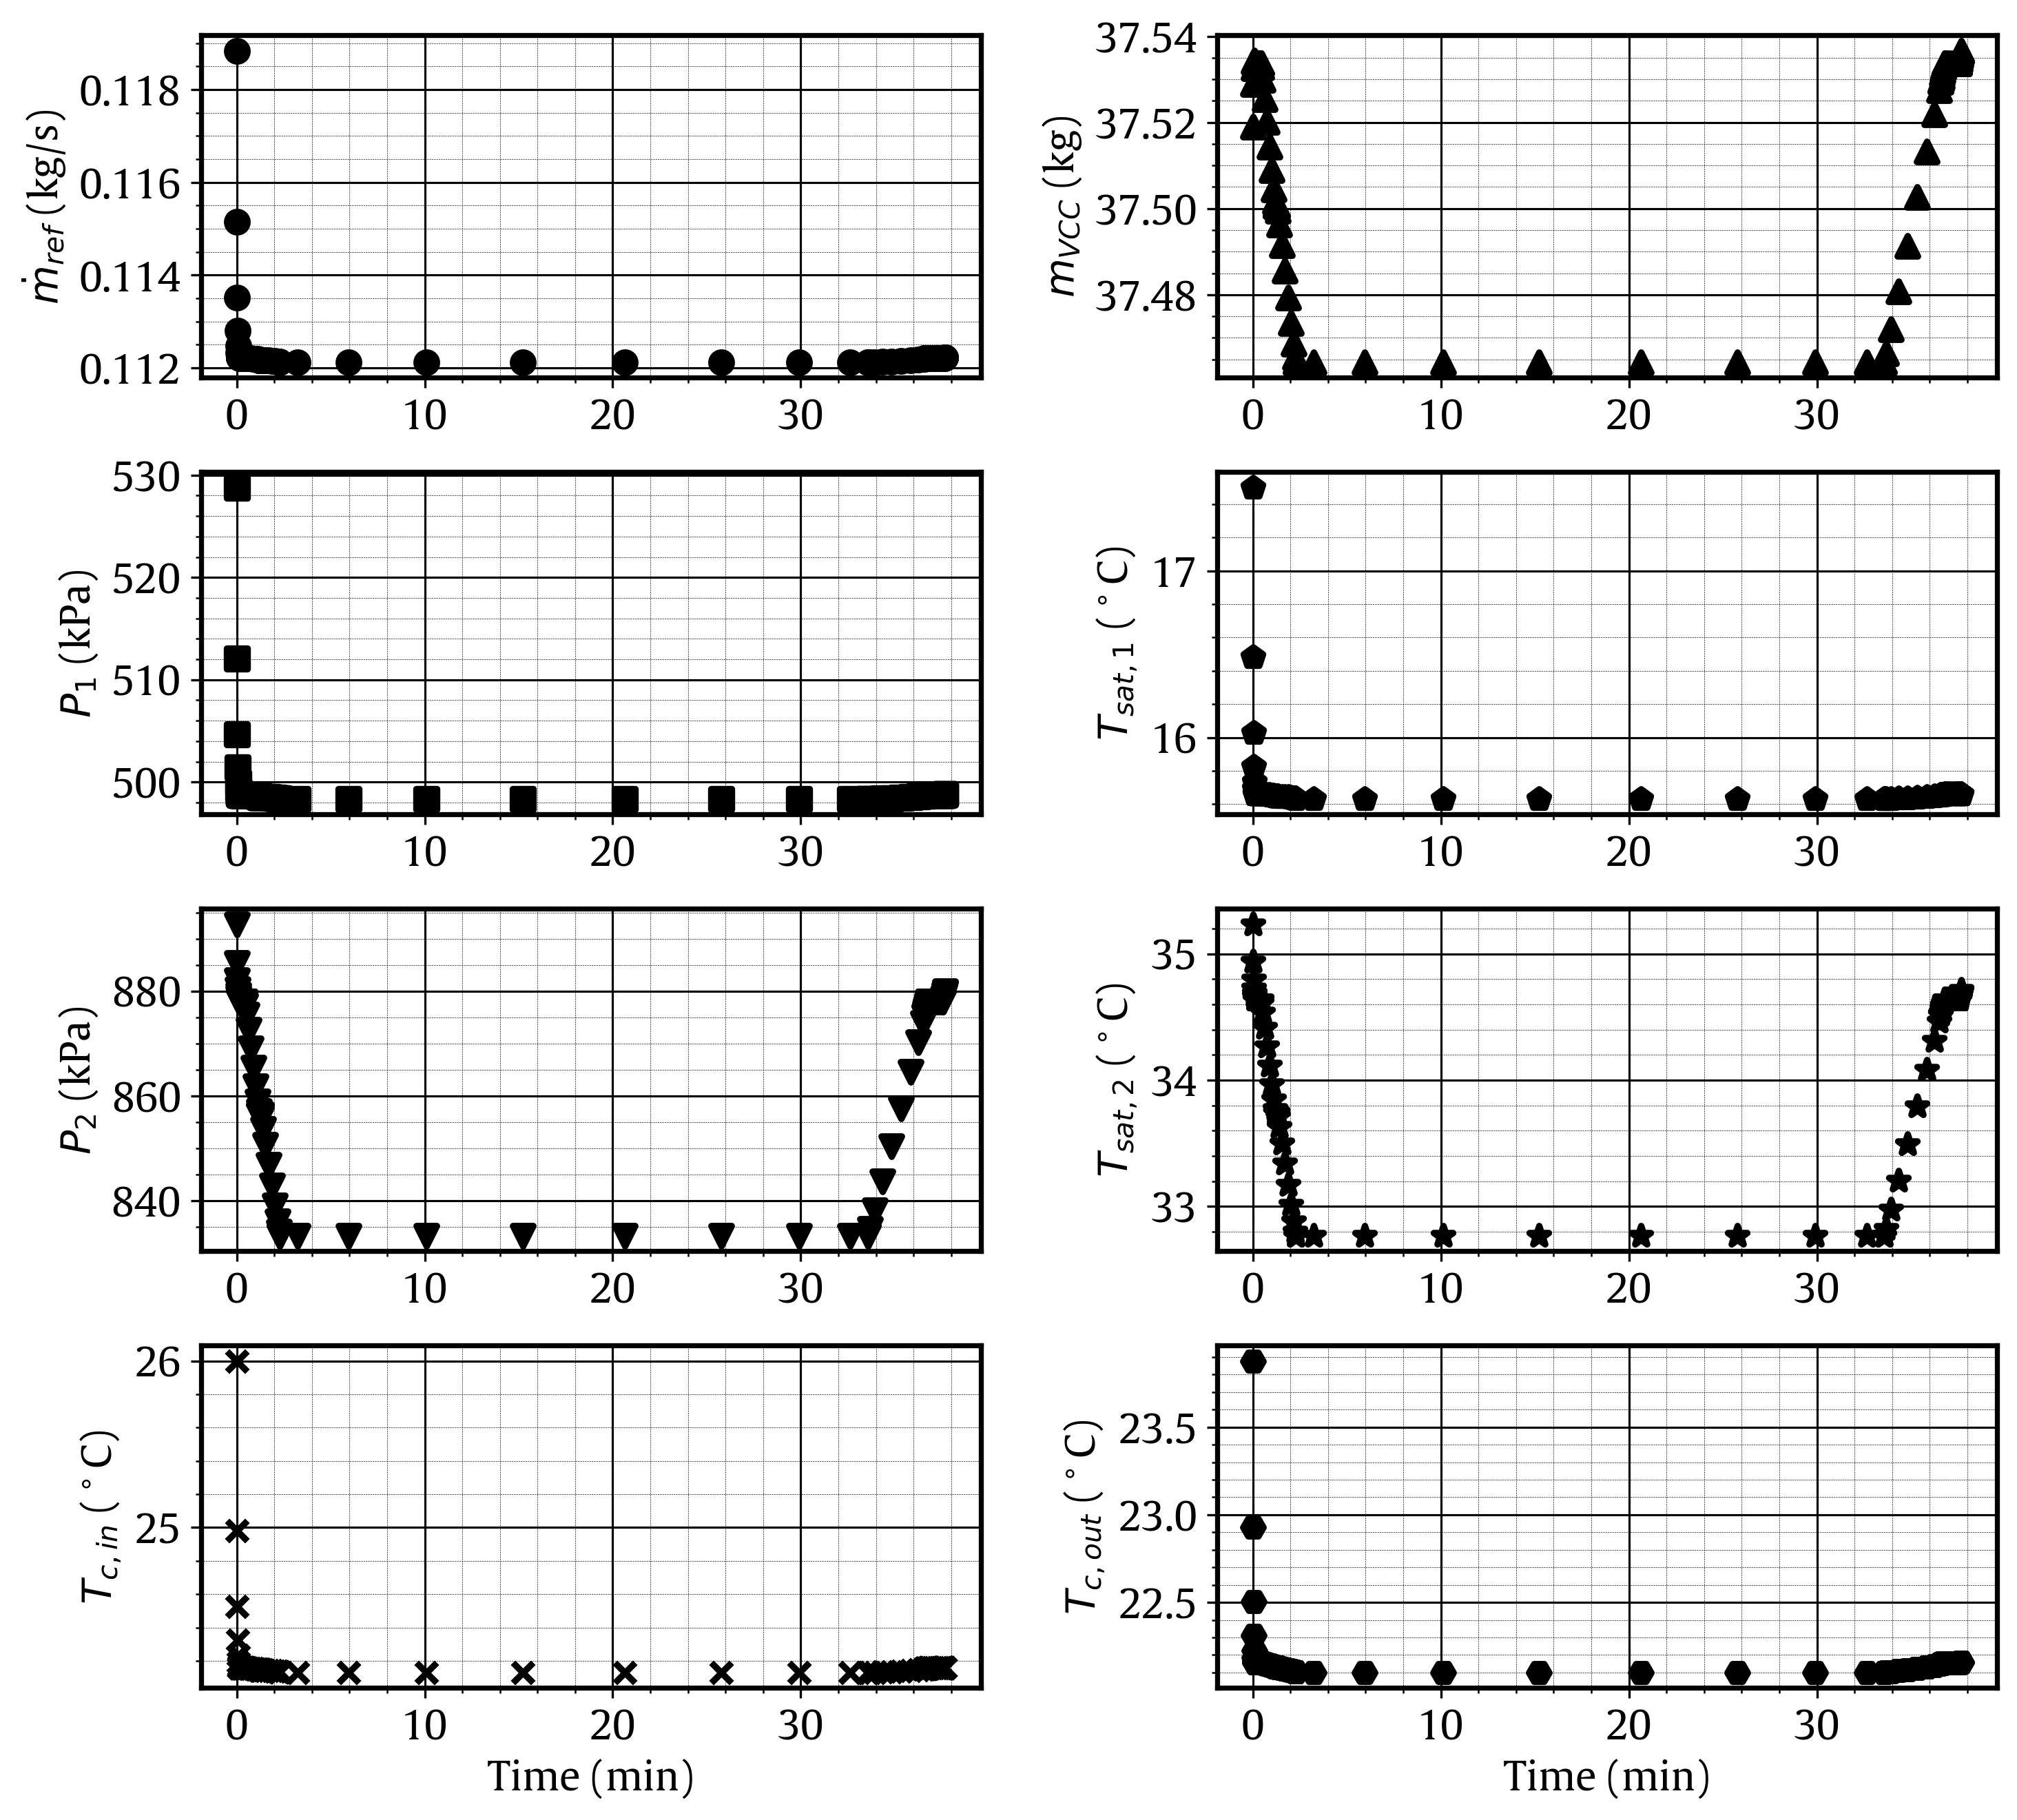 ṁref (kg/s)
0.118
0.116
0.114
0.112
0 10 20 30
mVCC (kg)
37.54
37.52
37.50
37.48
0 10 20 30
P1 (kPa)
530
520
510
500
0 10 20 30
Tsat, 1 (°C)
17
16
0 10 20 30
P2 (kPa)
880
860
840
0 10 20 30
Tsat, 2 (°C)
35
34
33
0 10 20 30
Tc, in (°C)
26
25
0 10 20 30
Time (min)
Tc, out (°C)
23.5
23.0
22.5
0 10 20 30
Time (min)